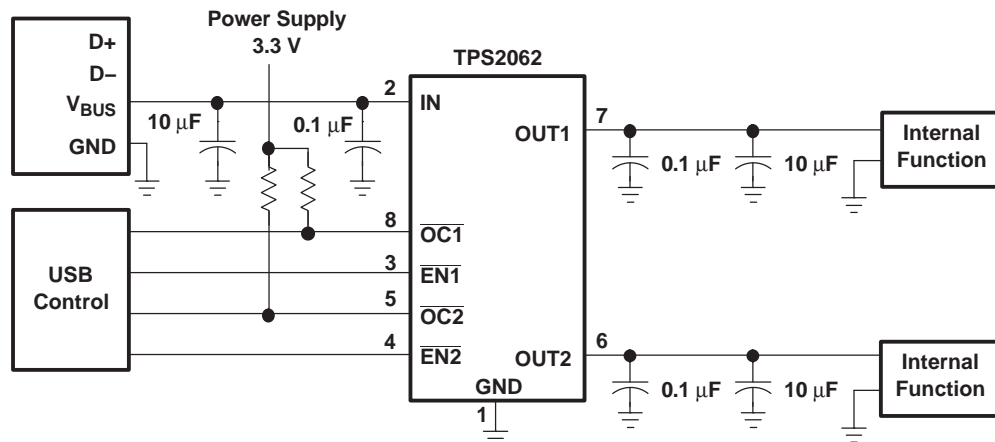 Power Supply
3.3 V
TPS2062
D+
D−
V_BUS
GND
10 µF
0.1 µF
2
IN
8
OC1
3
EN1
5
OC2
4
EN2
GND
1
OUT1
7
OUT2
6
0.1 µF
10 µF
Internal
Function
0.1 µF
10 µF
Internal
Function
USB
Control